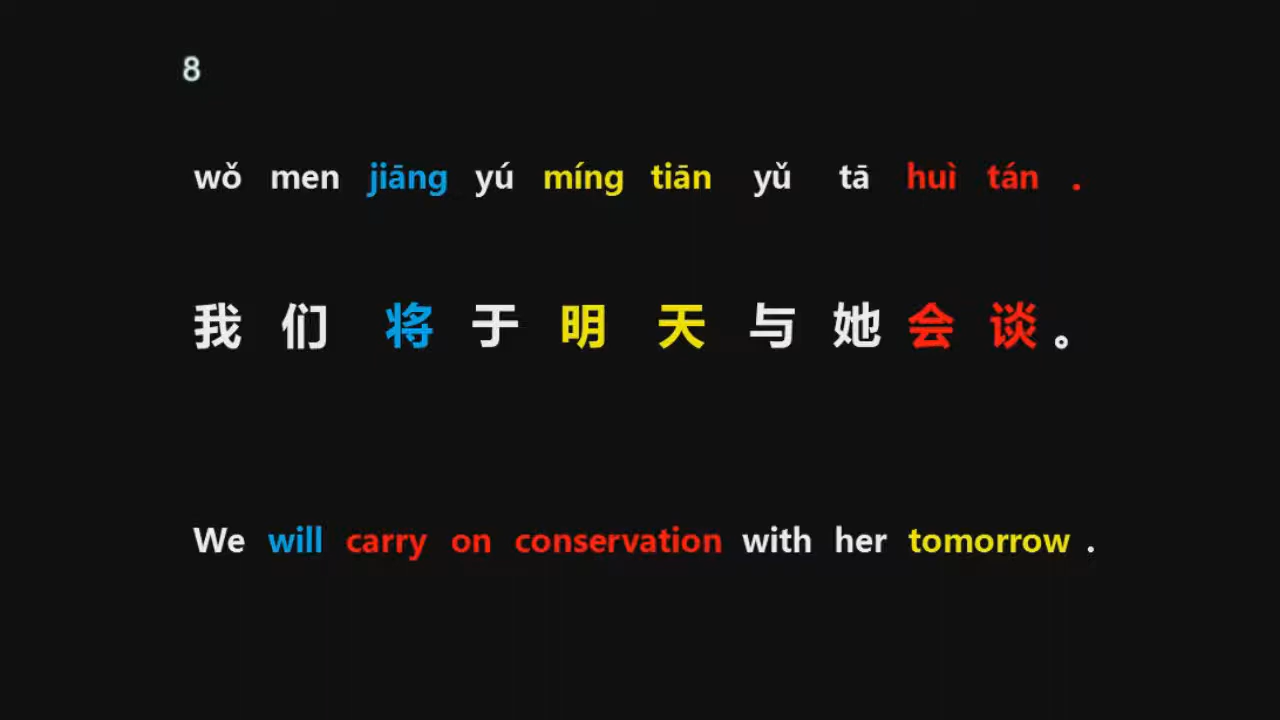 8
wǒ men jiāng yú míng tiān yǔ tā huì tán .
我们将于明天与她会谈。
We will carry on conservation with her tomorrow .